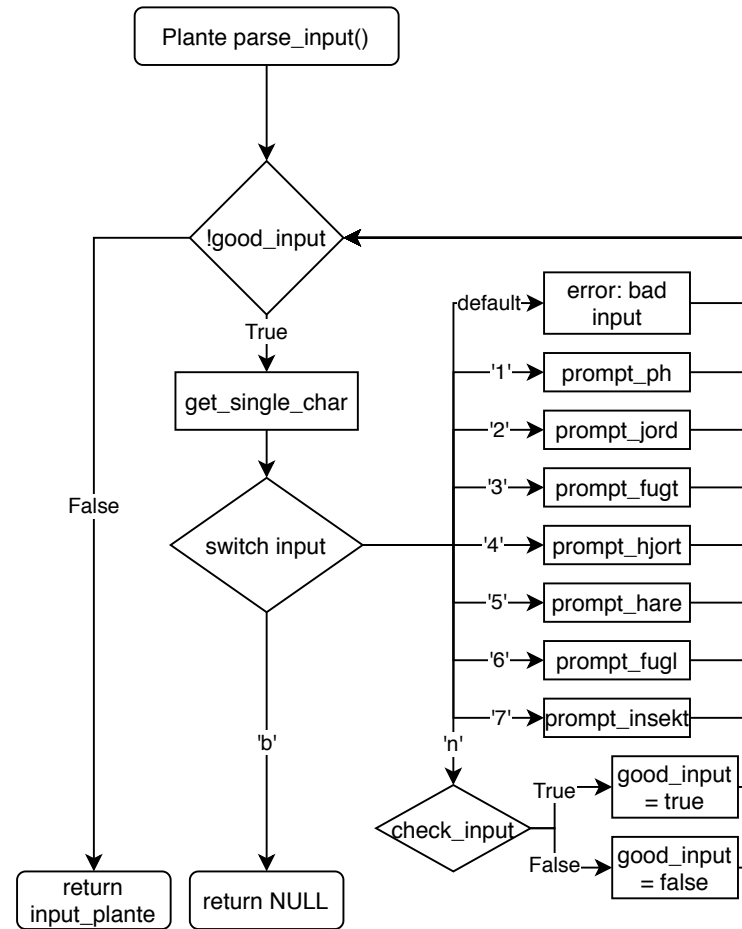 Plante parse_input()
!good_input
True
get_single_char
switch input
False
'b'
return
input_plante
return NULL
default
error: bad
input
'1'
prompt_ph
'2'
prompt_jord
'3'
prompt_fugt
'4'
prompt_hjort
'5'
prompt_hare
'6'
prompt_fugl
'7'
prompt_insekt
'n'
check_input
True
good_input
= true
False
good_input
= false